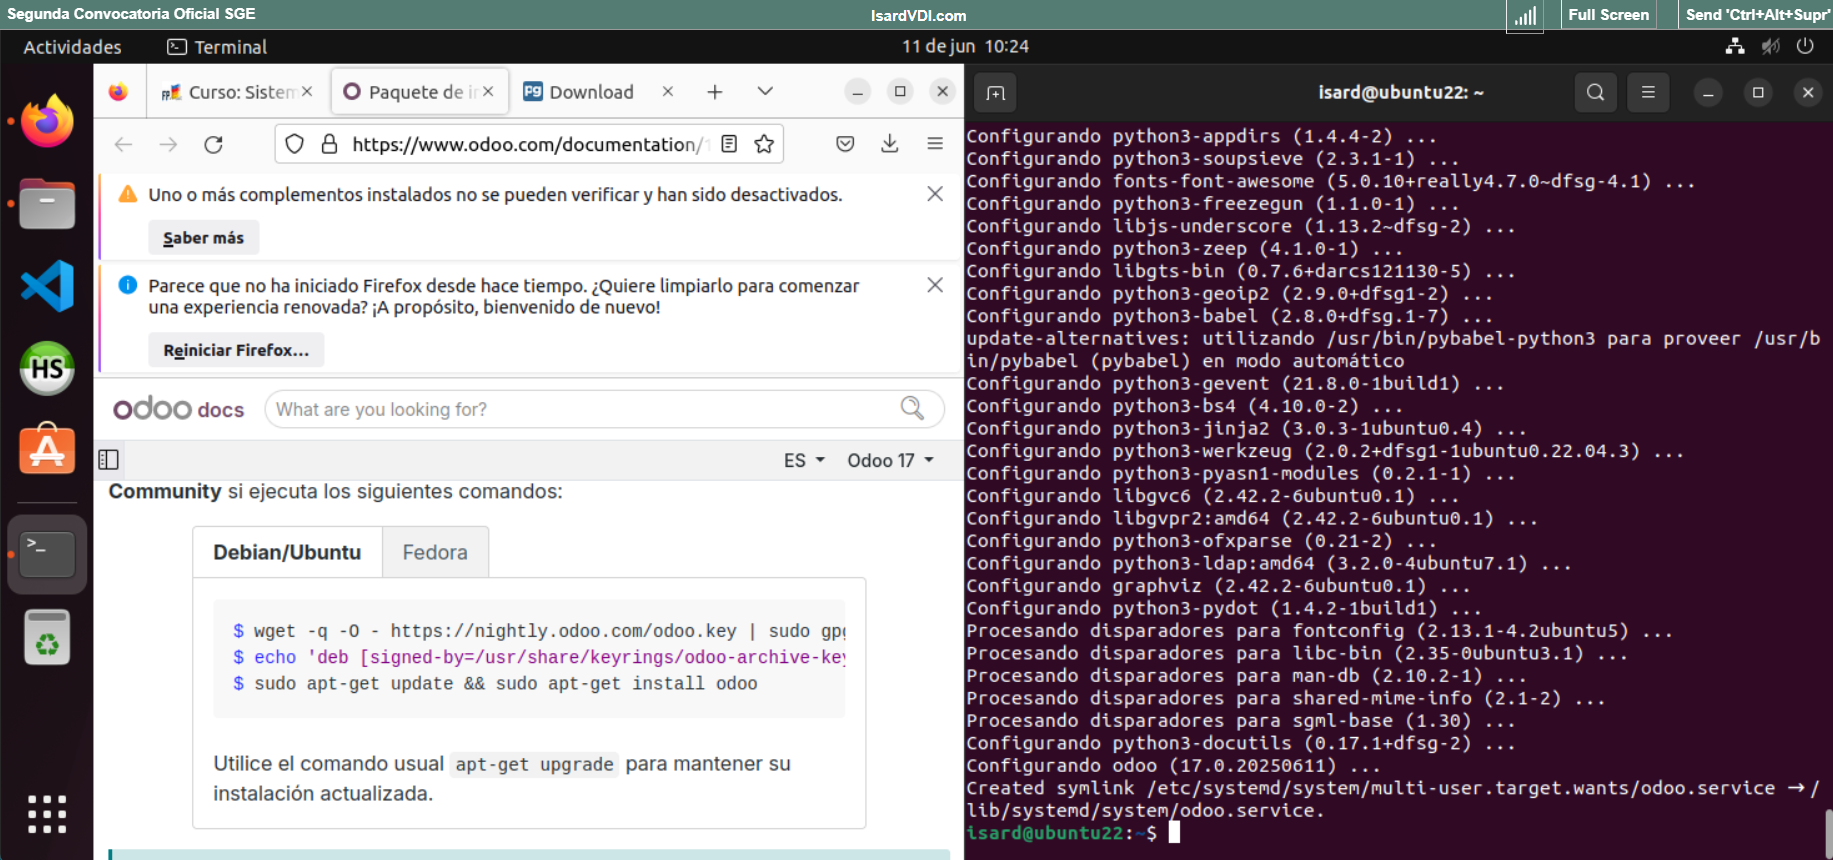 Segunda Convocatoria Oficial SGE
IsardVDI.com
Full Screen
Send 'Ctrl+Alt+Supr'
Actividades
Terminal
11 de jun 10:24
Curso: Sistem
Paquete de in
Pg Download
https://www.odoo.com/documentation/1
Uno o más complementos instalados no se pueden verificar y han sido desactivados.
Saber más
Parece que no ha iniciado Firefox desde hace tiempo. ¿Quiere limpiarlo para comenzar
una experiencia renovada? ¡A propósito, bienvenido de nuevo!
Reiniciar Firefox...
odoo docs
What are you looking for?
ES
Odoo 17
Community si ejecuta los siguientes comandos:
Debian/Ubuntu
Fedora
$ wget -q -O - https://nightly.odoo.com/odoo.key | sudo gpg
$ echo 'deb [signed-by=/usr/share/keyrings/odoo-archive-key
$ sudo apt-get update && sudo apt-get install odoo
Utilice el comando usual apt-get upgrade para mantener su
instalación actualizada.
HS
>_
isard@ubuntu22: ~
Configurando python3-appdirs (1.4.4-2) ...
Configurando python3-soupsieve (2.3.1-1) ...
Configurando fonts-font-awesome (5.0.10+really4.7.0~dfsg-4.1) ...
Configurando python3-freezegun (1.1.0-1) ...
Configurando libjs-underscore (1.13.2~dfsg-2) ...
Configurando python3-zeep (4.1.0-1) ...
Configurando libgts-bin (0.7.6+darcs121130-5) ...
Configurando python3-geoip2 (2.9.0+dfsg1-2) ...
Configurando python3-babel (2.8.0+dfsg.1-7) ...
update-alternatives: utilizando /usr/bin/pybabel-python3 para proveer /usr/b
in/pybabel (pybabel) en modo automático
Configurando python3-gevent (21.8.0-1build1) ...
Configurando python3-bs4 (4.10.0-2) ...
Configurando python3-jinja2 (3.0.3-1ubuntu0.4) ...
Configurando python3-werkzeug (2.0.2+dfsg1-1ubuntu0.22.04.3) ...
Configurando python3-pyasn1-modules (0.2.1-1) ...
Configurando libgvc6 (2.42.2-6ubuntu0.1) ...
Configurando libgvpr2:amd64 (2.42.2-6ubuntu0.1) ...
Configurando python3-ofxparse (0.21-2) ...
Configurando python3-ldap:amd64 (3.2.0-4ubuntu7.1) ...
Configurando graphviz (2.42.2-6ubuntu0.1) ...
Configurando python3-pydot (1.4.2-1build1) ...
Procesando disparadores para fontconfig (2.13.1-4.2ubuntu5) ...
Procesando disparadores para libc-bin (2.35-0ubuntu3.1) ...
Procesando disparadores para man-db (2.10.2-1) ...
Procesando disparadores para shared-mime-info (2.1-2) ...
Procesando disparadores para sgml-base (1.30) ...
Configurando python3-docutils (0.17.1+dfsg-2) ...
Configurando odoo (17.0.20250611) ...
Created symlink /etc/systemd/system/multi-user.target.wants/odoo.service → /
lib/systemd/system/odoo.service.
isard@ubuntu22:~$